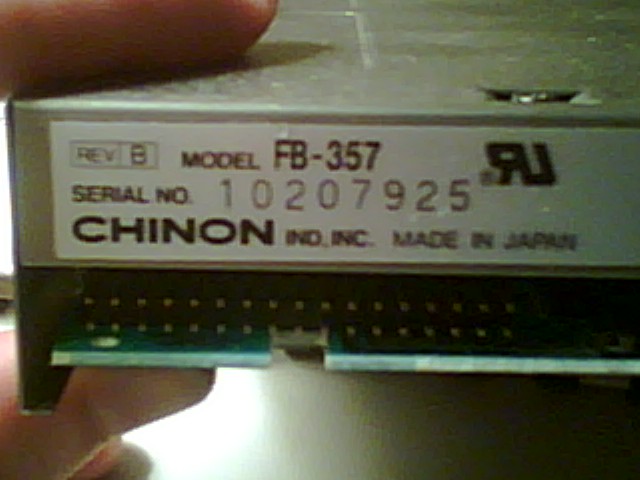 REV B MODEL FB-357
SERIAL NO. 10207925
CHINON IND, INC. MADE IN JAPAN